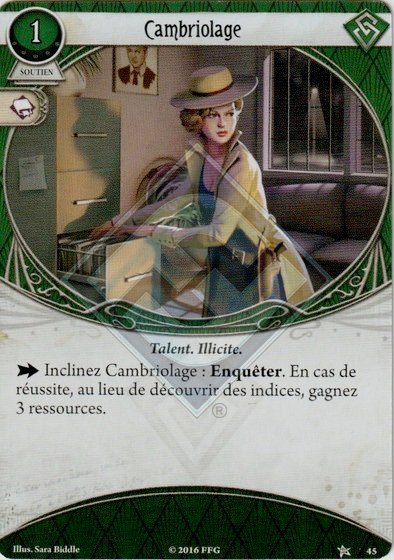 Cambriolage
1
SOUTIEN
Talent. Illicite.
Inclinez Cambriolage : Enquêter. En cas de
réussite, au lieu de découvrir des indices, gagnez
3 ressources.
®
Illus. Sara Biddle
© 2016 FFG
45